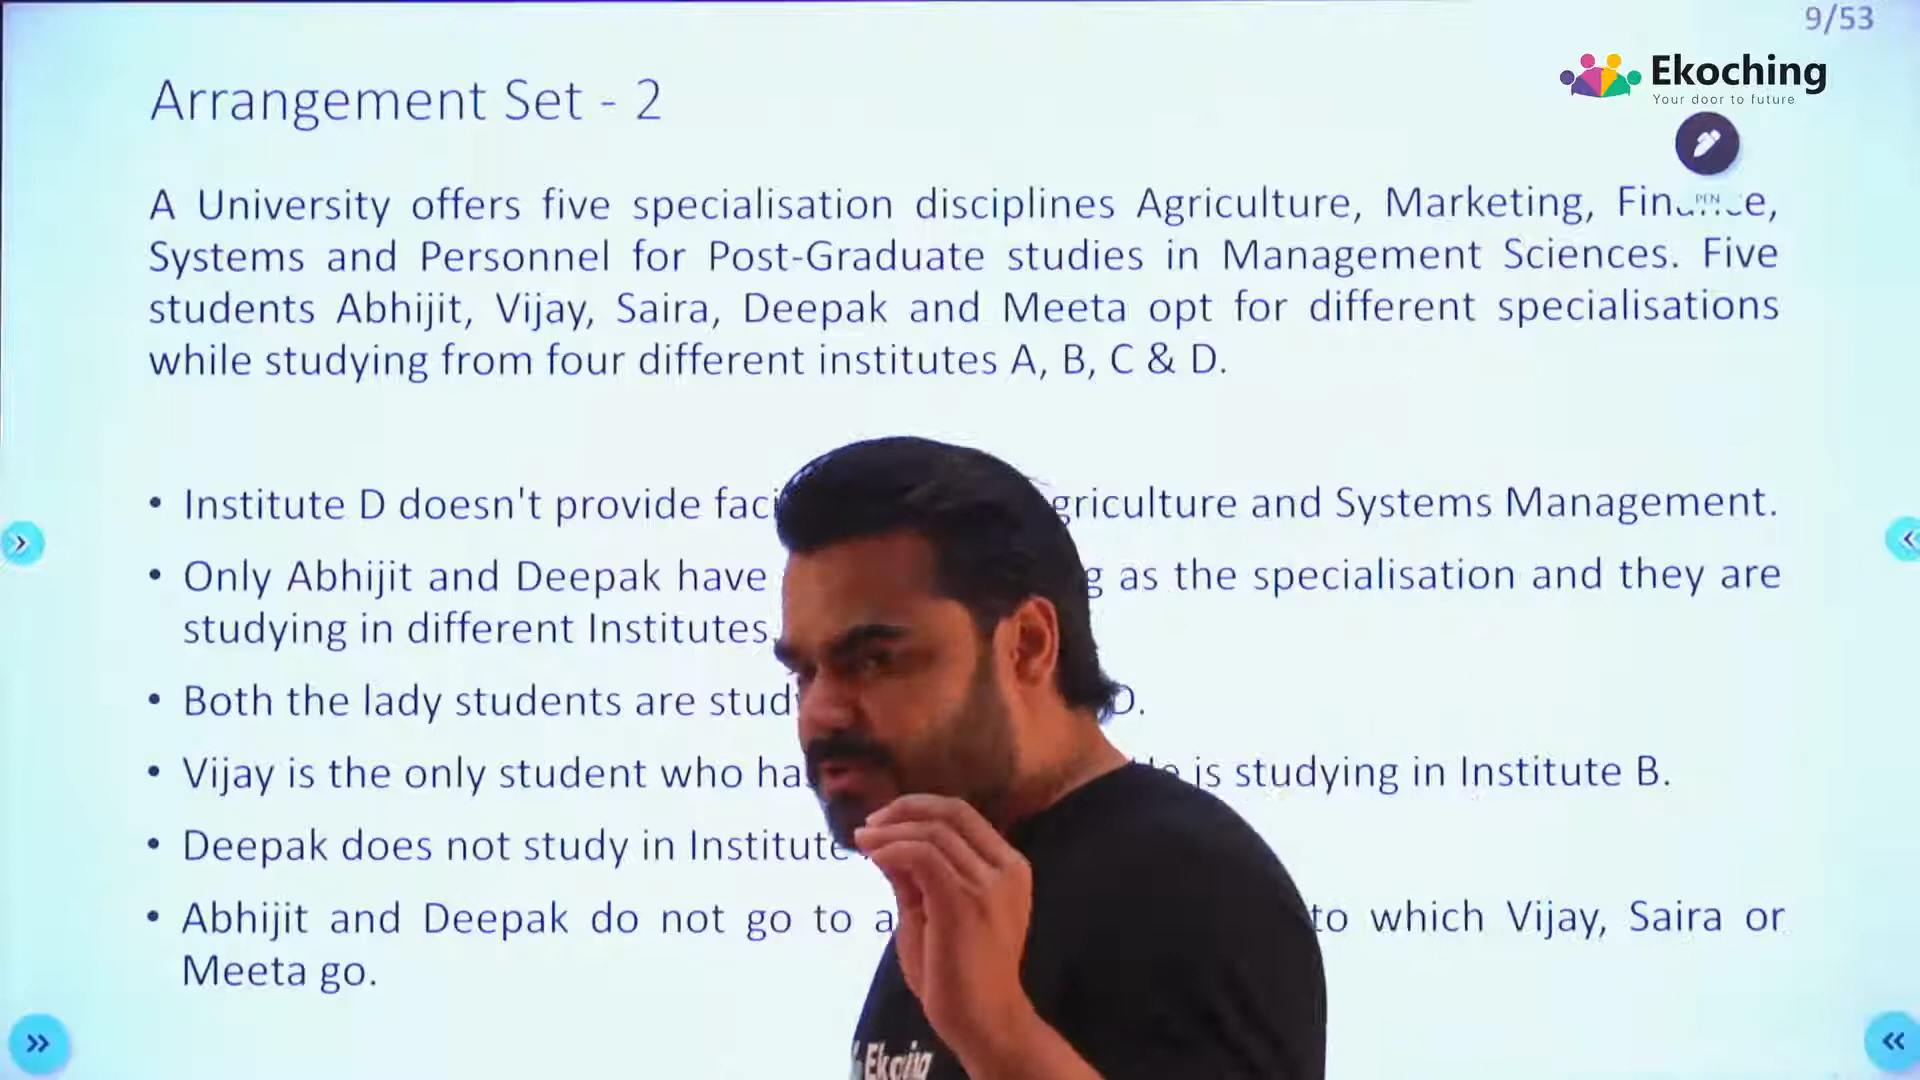 9/53
Ekoching
Your door to future
Arrangement Set - 2
PEN
A University offers five specialisation disciplines Agriculture, Marketing,
Systems and Personnel for Post-Graduate studies in Management Sciences. Five
students Abhijit, Vijay, Saira, Deepak and Meeta opt for different specialisations
while studying from four different institutes A, B, C & D.
• Institute D doesn't provide and Systems Management.
• Only Abhijit and Deepak have as the specialisation and they are
studying in different Institutes
• Both the lady students are D.
• Vijay is the only student who is studying in Institute B.
• Deepak does not study in Institute
• Abhijit and Deepak do not go to to which Vijay, Saira or
Meeta go.
Ekoching